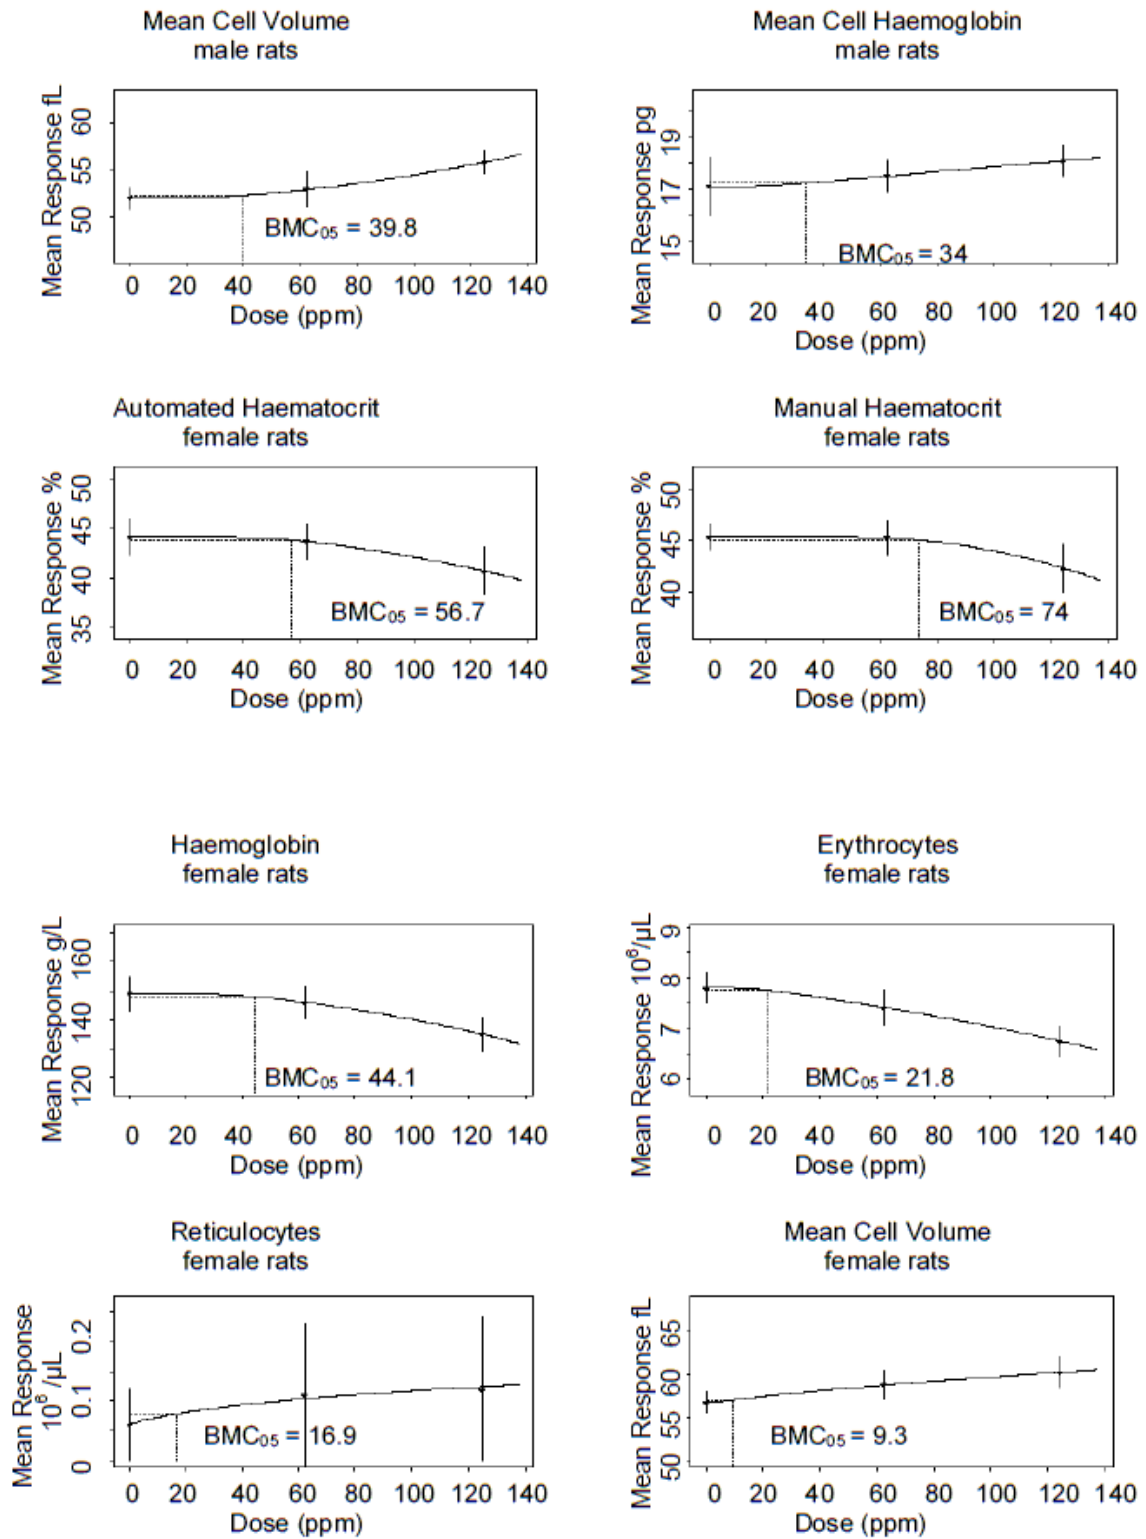 Mean Cell Volume
male rats
Mean Response fL
60
55
50
BMC₀₅ = 39.8
0 20 40 60 80 100 120 140
Dose (ppm)
Mean Cell Haemoglobin
male rats
Mean Response pg
19
17
15
BMC₀₅ = 34
0 20 40 60 80 100 120 140
Dose (ppm)
Automated Haematocrit
female rats
Mean Response %
50
45
40
35
BMC₀₅ = 56.7
0 20 40 60 80 100 120 140
Dose (ppm)
Manual Haematocrit
female rats
Mean Response %
50
45
40
BMC₀₅ = 74
0 20 40 60 80 100 120 140
Dose (ppm)
Haemoglobin
female rats
Mean Response g/L
160
140
120
BMC₀₅ = 44.1
0 20 40 60 80 100 120 140
Dose (ppm)
Erythrocytes
female rats
Mean Response 10⁶/µL
9
8
7
6
BMC₀₅ = 21.8
0 20 40 60 80 100 120 140
Dose (ppm)
Reticulocytes
female rats
Mean Response
10⁶/µL
0.2
0.1
0
BMC₀₅ = 16.9
0 20 40 60 80 100 120 140
Dose (ppm)
Mean Cell Volume
female rats
Mean Response fL
65
60
55
50
BMC₀₅ = 9.3
0 20 40 60 80 100 120 140
Dose (ppm)